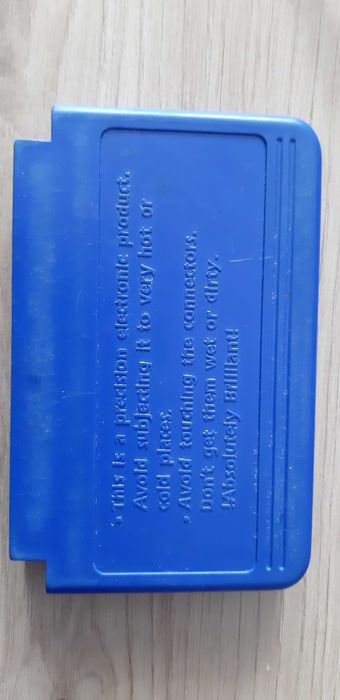 • This is a precision electronic product.
Avoid subjecting it to very hot or
cold places.
• Avoid touching the connectors.
Don't get them wet or dirty.
!Absolutely Brilliant!